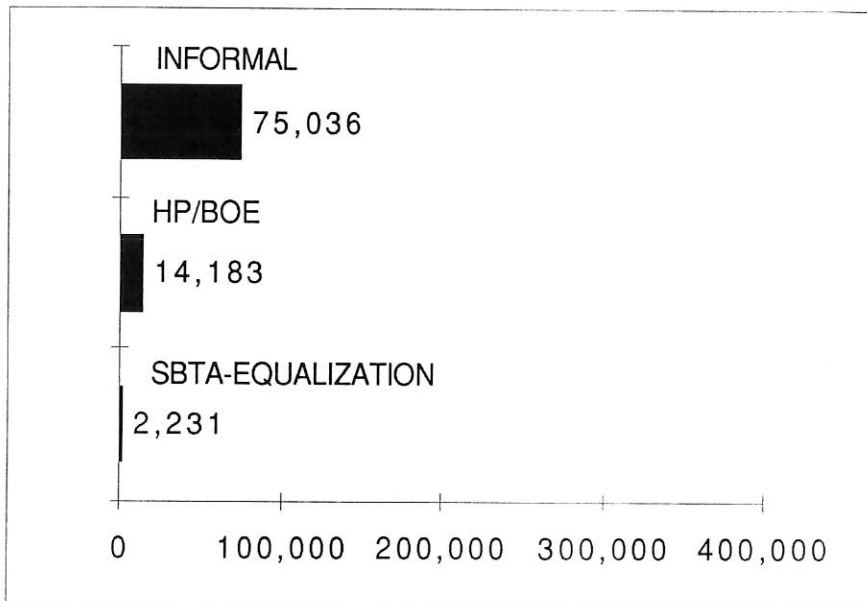 INFORMAL
75,036
HP/BOE
14,183
SBTA-EQUALIZATION
2,231
0 100,000 200,000 300,000 400,000